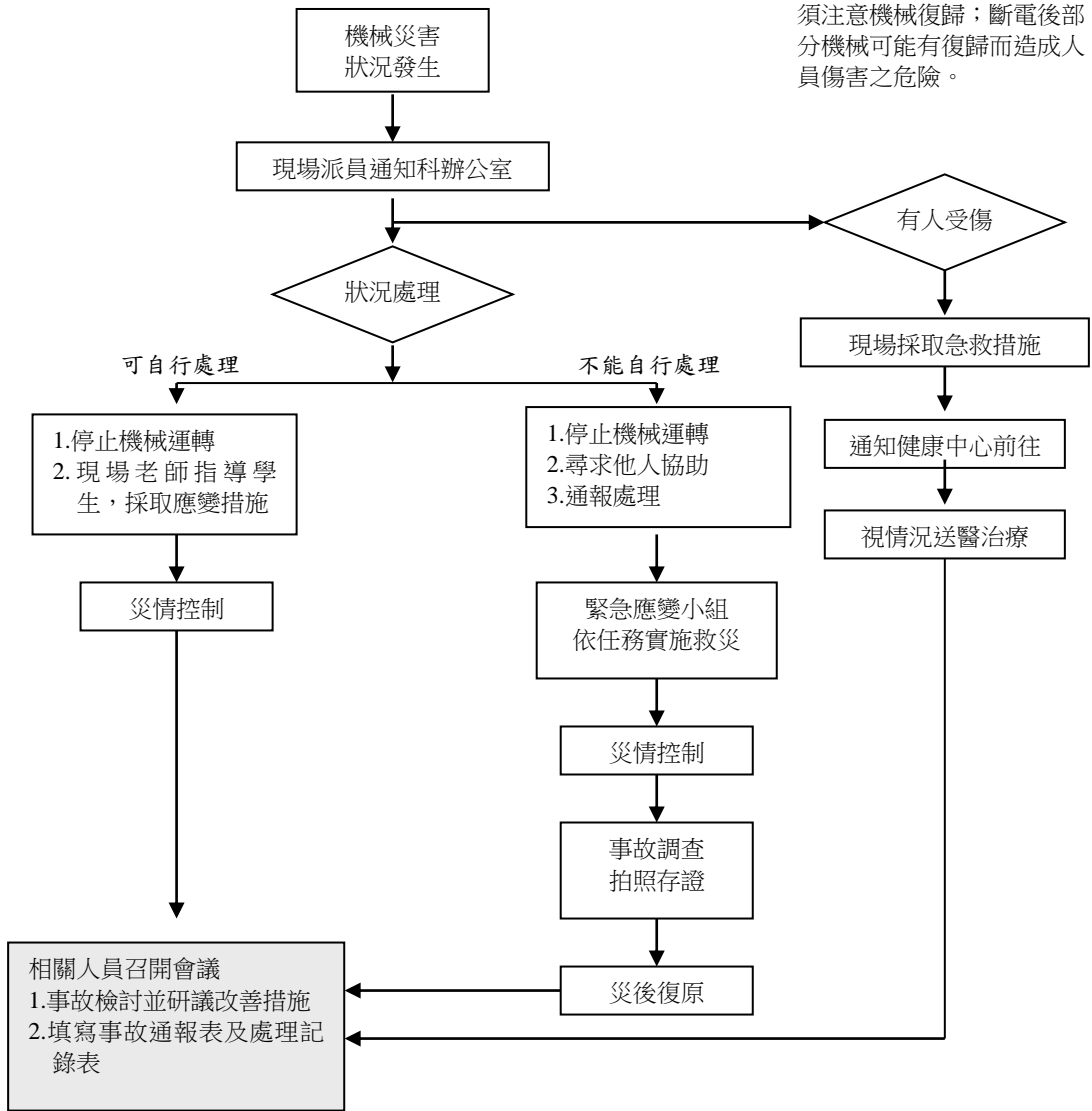 須注意機械復歸；斷電後部
分機械可能有復歸而造成人
員傷害之危險。
機械災害
狀況發生
現場派員通知科辦公室
有人受傷
狀況處理
現場採取急救措施
可自行處理
不能自行處理
1.停止機械運轉
2.現場老師指導學
生，採取應變措施
1.停止機械運轉
2.尋求他人協助
3.通報處理
通知健康中心前往
視情況送醫治療
災情控制
緊急應變小組
依任務實施救災
災情控制
事故調查
拍照存證
相關人員召開會議
1.事故檢討並研議改善措施
2.填寫事故通報表及處理記
錄表
災後復原